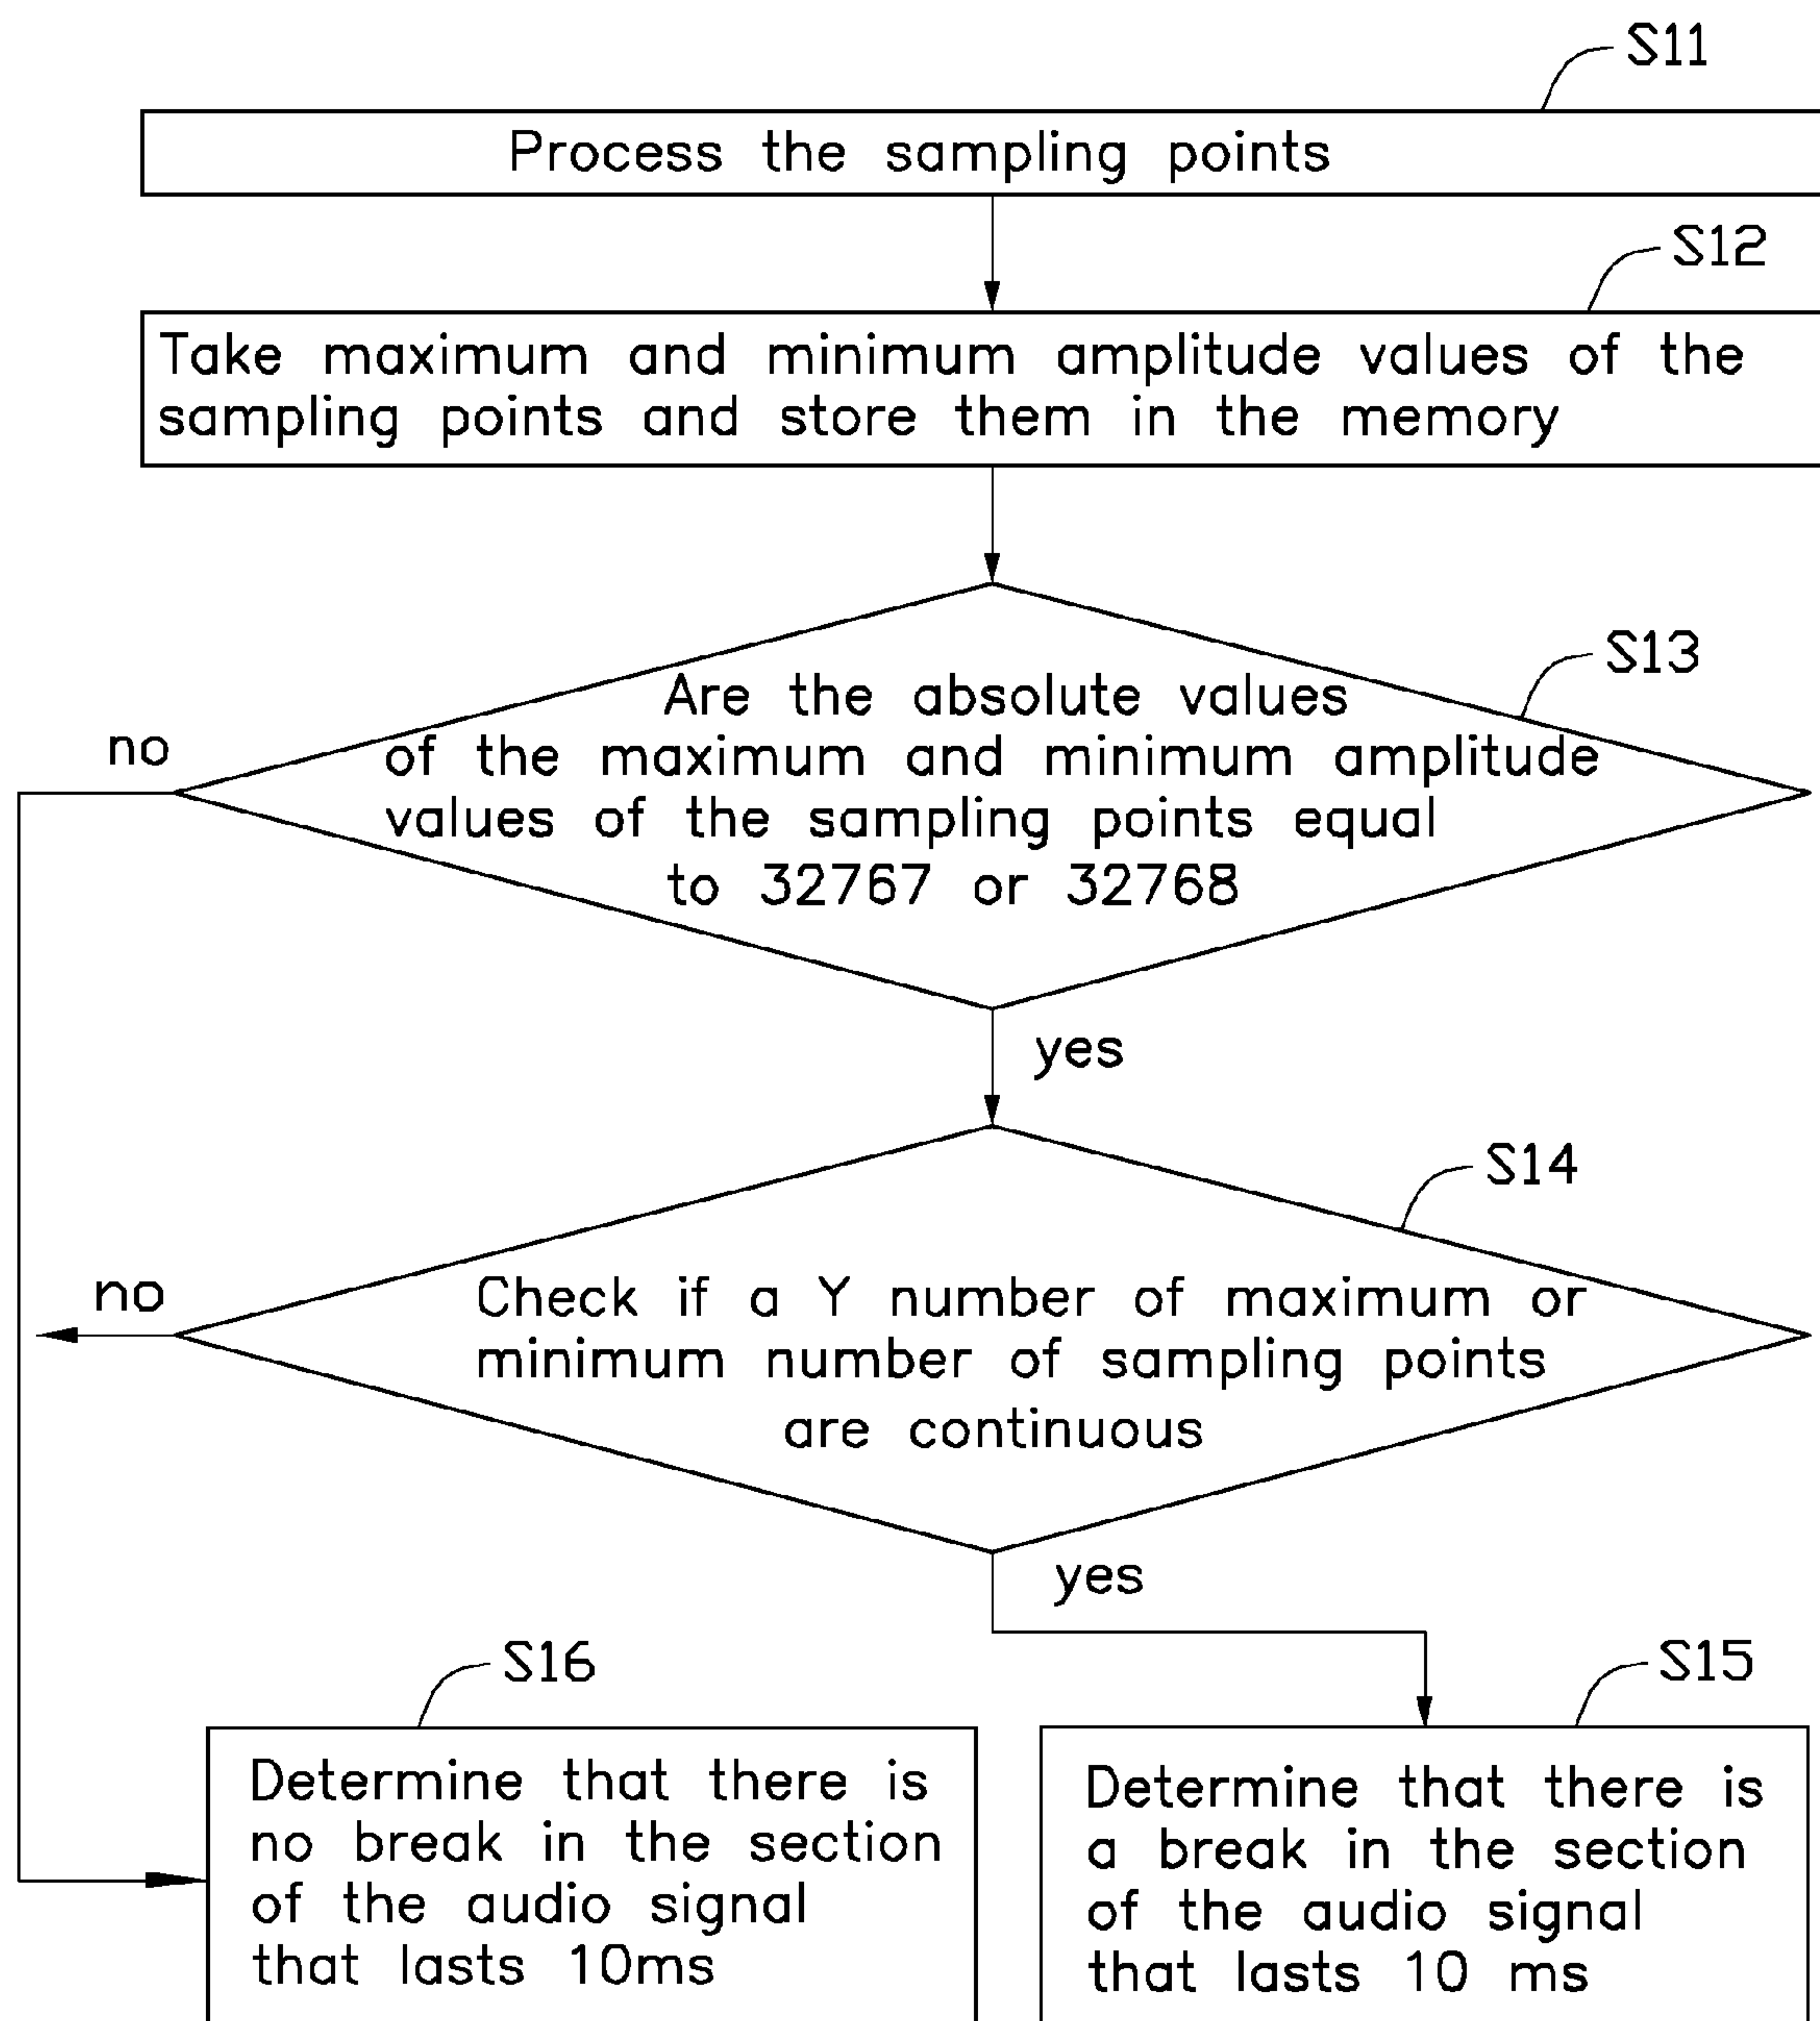 S11
Process the sampling points
S12
Take maximum and minimum amplitude values of the
sampling points and store them in the memory
S13
Are the absolute values
of the maximum and minimum amplitude
values of the sampling points equal
to 32767 or 32768
no
yes
S14
Check if a Y number of maximum or
minimum number of sampling points
are continuous
no
yes
S16
Determine that there is
no break in the section
of the audio signal
that lasts 10ms
S15
Determine that there is
a break in the section
of the audio signal
that lasts 10 ms